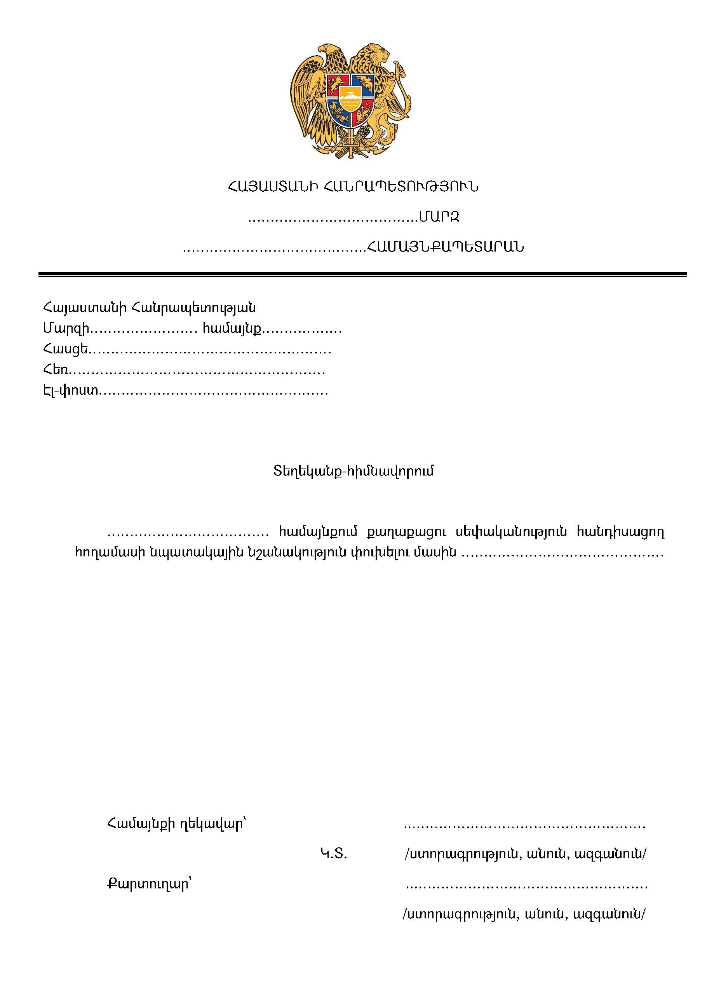 ՀԱՅԱՍՏԱՆԻ ՀԱՆՐԱՊԵՏՈՒԹՅՈՒՆ
......................................ՄԱՐԶ
.........................................ՀԱՄԱՅՆՔԱՊԵՏԱՐԱՆ
Հայաստանի Հանրապետության
Մարզի........................ համայնք..................
Հասցե......................................................
Հեռ.........................................................
Էլ-փոստ...................................................
Տեղեկանք-հիմնավորում
.................................... համայնքում քաղաքացու սեփականություն հանդիսացող
հողամասի նպատակային նշանակություն փուխելու մասին .............................................
Համայնքի ղեկավար՝ ......................................................
Կ.Տ. /ստորագրություն, անուն, ազգանուն/
Քարտուղար՝ ......................................................
/ստորագրություն, անուն, ազգանուն/